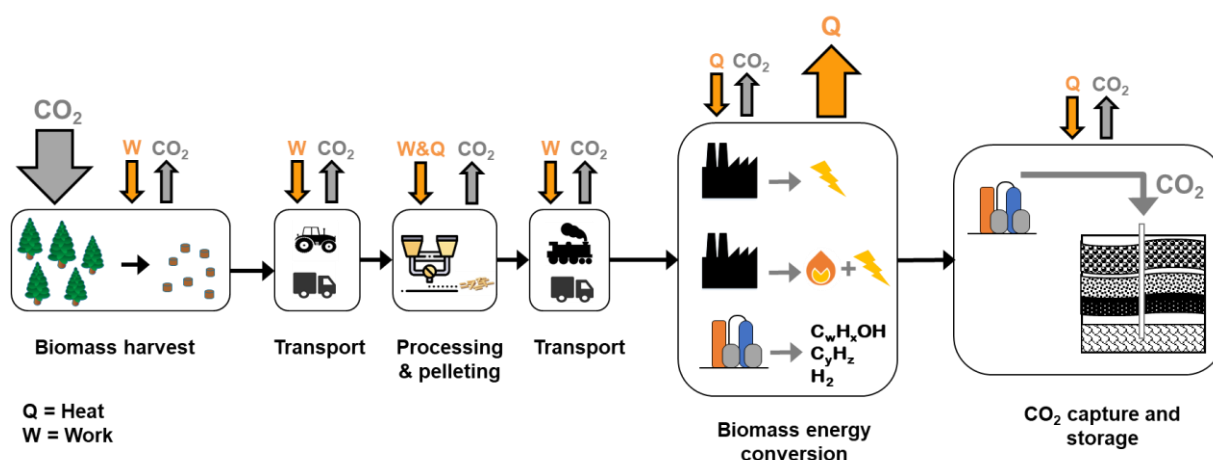 CO₂
W CO₂
W CO₂
W&Q CO₂
W CO₂
Q CO₂
Q
Q CO₂
CO₂
+
CwHxOH
CyHz
H₂
Biomass harvest
Transport
Processing
& pelleting
Transport
Biomass energy
conversion
CO₂ capture and
storage
Q = Heat
W = Work